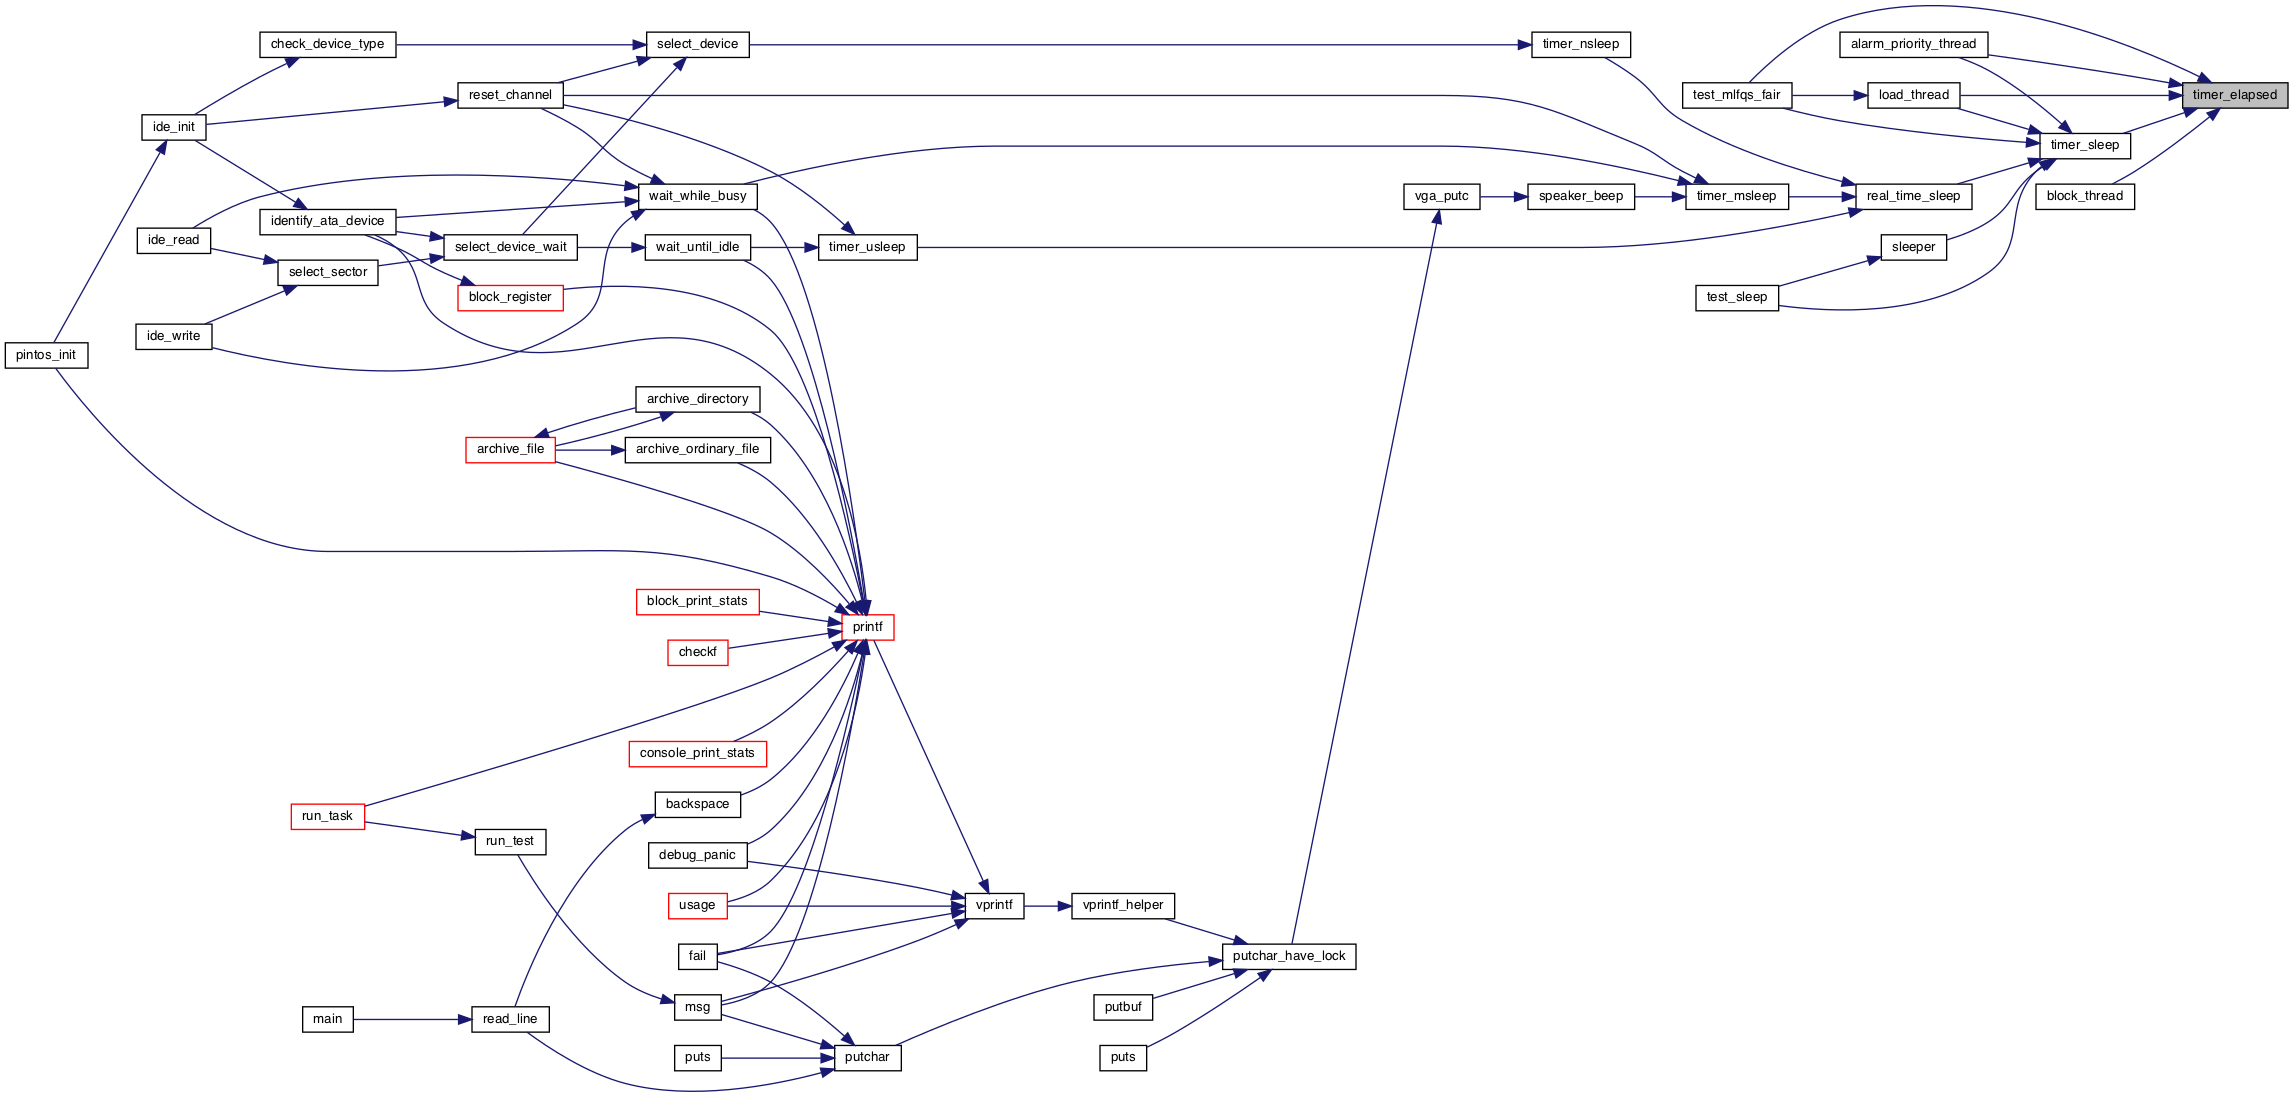 check_device_type
select_device
timer_nsleep
alarm_priority_thread
reset_channel
test_mlfqs_fair
load_thread
timer_elapsed
ide_init
timer_sleep
wait_while_busy
vga_putc
speaker_beep
timer_msleep
real_time_sleep
block_thread
identify_ata_device
ide_read
select_device_wait
wait_until_idle
timer_usleep
sleeper
select_sector
block_register
test_sleep
ide_write
pintos_init
archive_directory
archive_file
archive_ordinary_file
block_print_stats
printf
checkf
console_print_stats
backspace
run_task
run_test
debug_panic
usage
vprintf
vprintf_helper
fail
putchar_have_lock
msg
putbuf
main
read_line
puts
putchar
puts